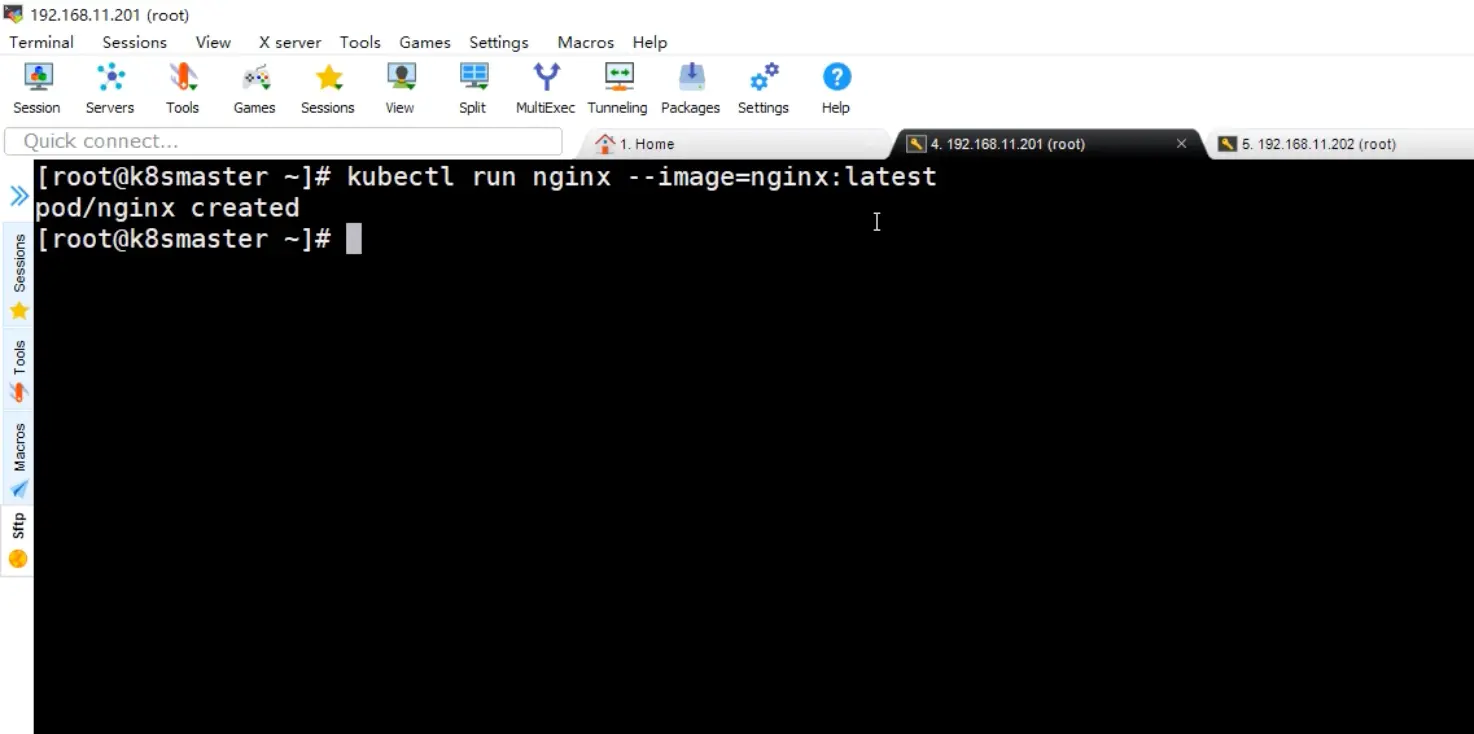 192.168.11.201 (root)
Terminal Sessions View X server Tools Games Settings Macros Help
Session Servers Tools Games Sessions View Split MultiExec Tunneling Packages Settings Help
Quick connect...
1. Home
4. 192.168.11.201 (root)
5. 192.168.11.202 (root)
[root@k8smaster ~]# kubectl run nginx --image=nginx:latest
pod/nginx created
[root@k8smaster ~]#
Sessions
Tools
Macros
Sftp